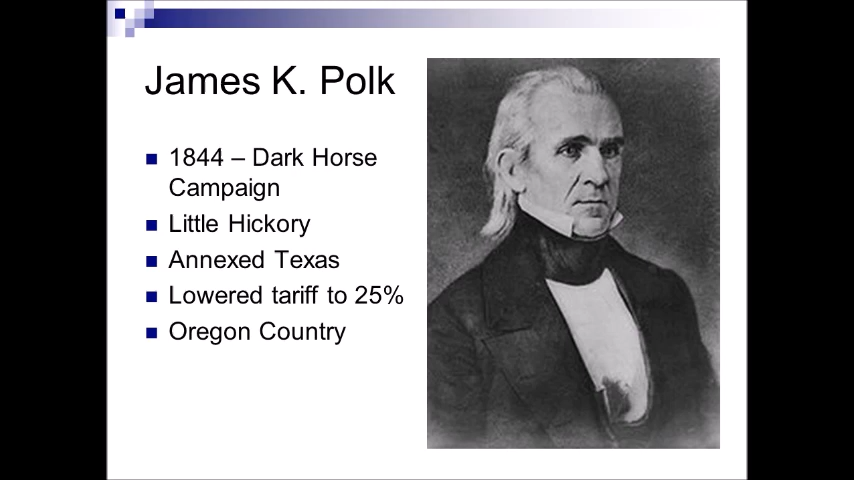 James K. Polk
1844 – Dark Horse
Campaign
Little Hickory
Annexed Texas
Lowered tariff to 25%
Oregon Country